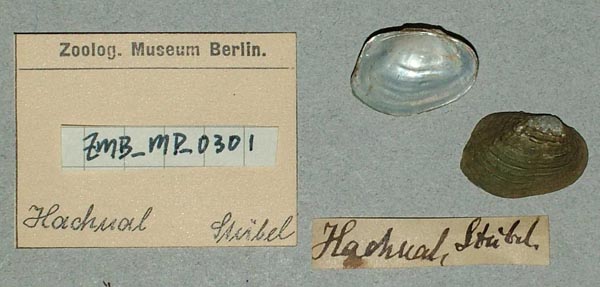 Zoolog. Museum Berlin.
ZMB_MP_0301
Hachual Stübel
Hachual, Stübel.